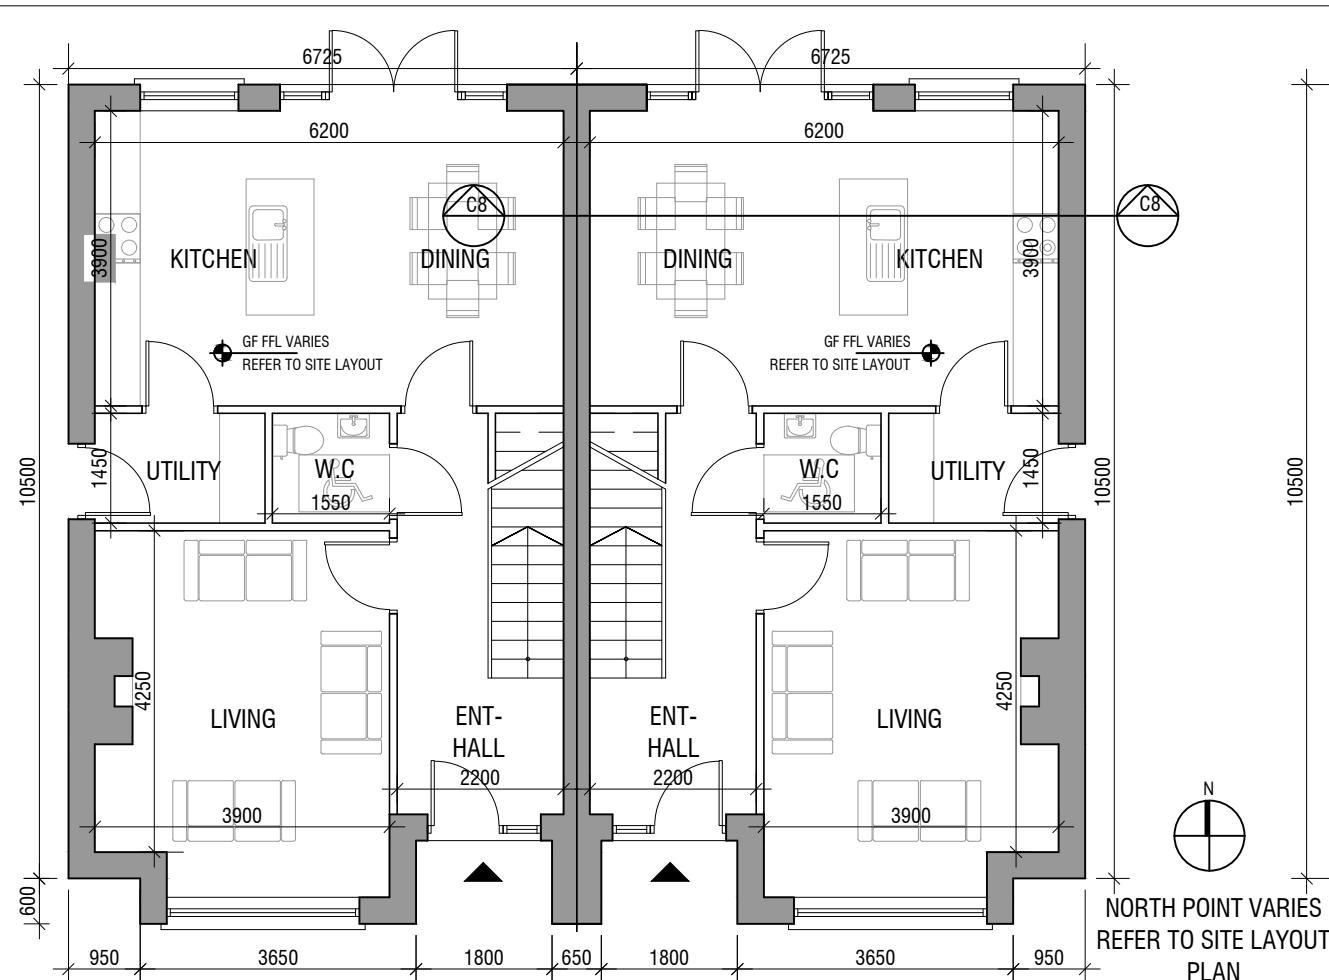 6725
6725
6200
6200
C8
C8
3900
KITCHEN
DINING
DINING
KITCHEN
3900
GF FFL VARIES
REFER TO SITE LAYOUT
GF FFL VARIES
REFER TO SITE LAYOUT
10500
1450
UTILITY
W.C
1550
W.C
1550
UTILITY
1450
10500
10500
4250
LIVING
ENT-
HALL
2200
ENT-
HALL
2200
LIVING
4250
3900
3900
N
600
NORTH POINT VARIES
REFER TO SITE LAYOUT
PLAN
950
3650
1800
650
1800
3650
950